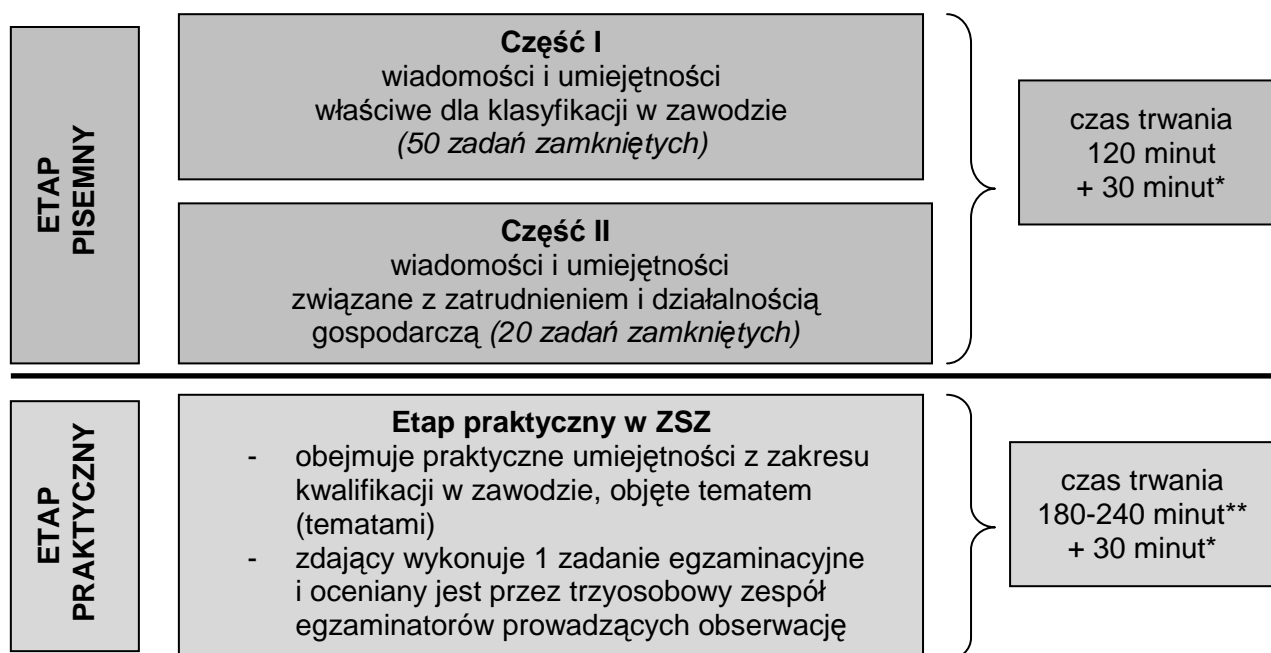 ETAP
PISEMNY
Część I
wiadomości i umiejętności
właściwe dla klasyfikacji w zawodzie
(50 zadań zamkniętych)
Część II
wiadomości i umiejętności
związane z zatrudnieniem i działalnością
gospodarczą (20 zadań zamkniętych)
czas trwania
120 minut
+ 30 minut*
ETAP
PRAKTYCZNY
Etap praktyczny w ZSZ
- obejmuje praktyczne umiejętności z zakresu
kwalifikacji w zawodzie, objęte tematem
(tematami)
- zdający wykonuje 1 zadanie egzaminacyjne
i oceniany jest przez trzyosobowy zespół
egzaminatorów prowadzących obserwację
czas trwania
180-240 minut**
+ 30 minut*